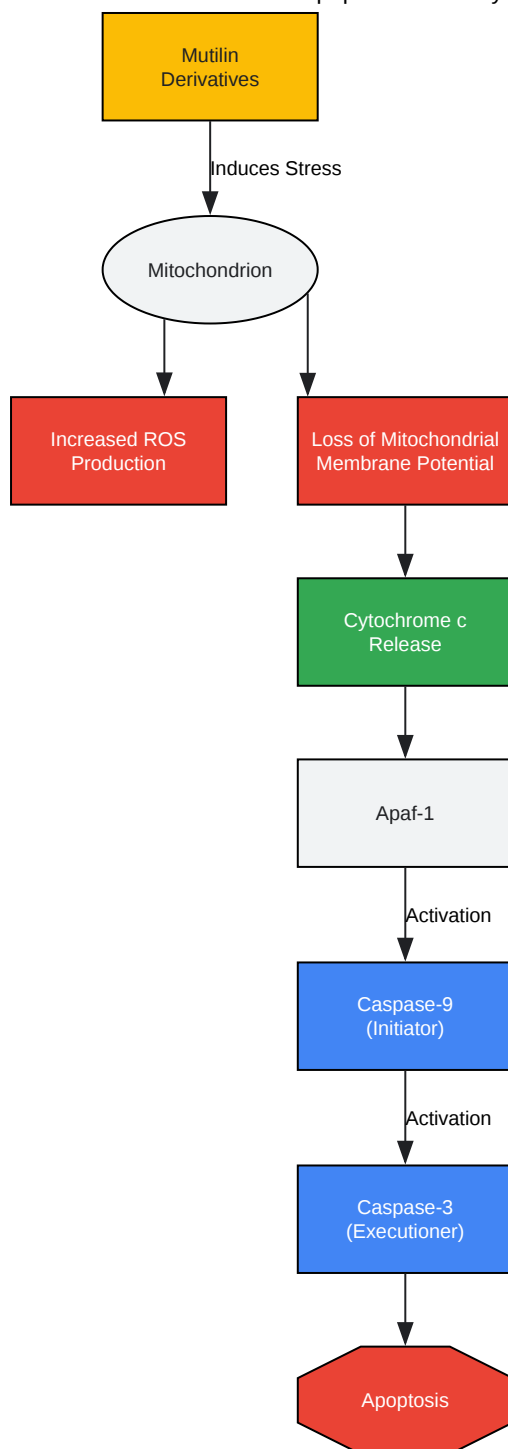 Mutilin
Derivatives
Induces Stress
Mitochondrion
Increased ROS
Production
Loss of Mitochondrial
Membrane Potential
Cytochrome c
Release
Apaf-1
Activation
Caspase-9
(Initiator)
Activation
Caspase-3
(Executioner)
Apoptosis